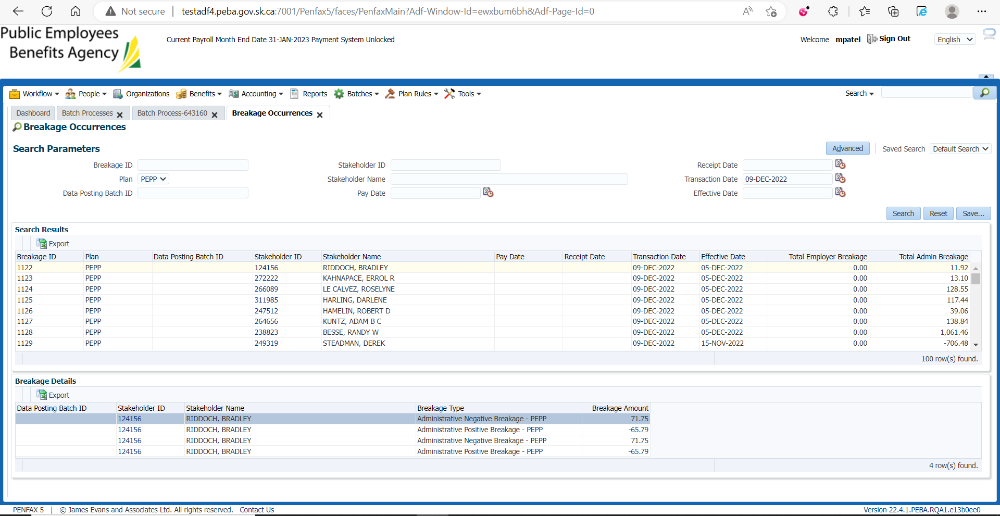 Not secure | testadf4.peba.gov.sk.ca:7001/Penfax5/faces/PenfaxMain?Adf-Window-Id=ewxbum6bh&Adf-Page-Id=0
Public Employees
Benefits Agency
Current Payroll Month End Date 31-JAN-2023 Payment System Unlocked
Welcome mpatel Sign Out English
Workflow People Organizations Benefits Accounting Reports Batches Plan Rules Tools Search
Dashboard Batch Processes Batch Process-643160 Breakage Occurrences
Breakage Occurrences
Search Parameters Advanced Saved Search Default Search
Breakage ID Stakeholder ID Receipt Date
Plan PEPP Stakeholder Name Transaction Date 09-DEC-2022
Data Posting Batch ID Pay Date Effective Date
Search Reset Save...
Search Results
Export
Breakage ID Plan Data Posting Batch ID Stakeholder ID Stakeholder Name Pay Date Receipt Date Transaction Date Effective Date Total Employer Breakage Total Admin Breakage
1122 PEPP 124156 RIDDOCH, BRADLEY 09-DEC-2022 05-DEC-2022 0.00 11.92
1123 PEPP 272222 KAHNAPACE, ERROL R 09-DEC-2022 05-DEC-2022 0.00 13.10
1124 PEPP 266089 LE CALVEZ, ROSELYNE 09-DEC-2022 05-DEC-2022 0.00 128.55
1125 PEPP 311985 HARLING, DARLENE 09-DEC-2022 05-DEC-2022 0.00 117.44
1126 PEPP 247512 HAMELIN, ROBERT D 09-DEC-2022 05-DEC-2022 0.00 39.06
1127 PEPP 264656 KUNTZ, ADAM B C 09-DEC-2022 05-DEC-2022 0.00 138.84
1128 PEPP 238823 BESSE, RANDY W 09-DEC-2022 05-DEC-2022 0.00 1,061.46
1129 PEPP 249319 STEADMAN, DEREK 09-DEC-2022 15-NOV-2022 0.00 -706.48
100 row(s) found.
Breakage Details
Export
Data Posting Batch ID Stakeholder ID Stakeholder Name Breakage Type Breakage Amount
124156 RIDDOCH, BRADLEY Administrative Negative Breakage - PEPP 71.75
124156 RIDDOCH, BRADLEY Administrative Positive Breakage - PEPP -65.79
124156 RIDDOCH, BRADLEY Administrative Negative Breakage - PEPP 71.75
124156 RIDDOCH, BRADLEY Administrative Positive Breakage - PEPP -65.79
4 row(s) found.
PENFAX 5 | © James Evans and Associates Ltd. All rights reserved. Contact Us Version 22.4.1.PEBA.RQA1.e13b0ee0